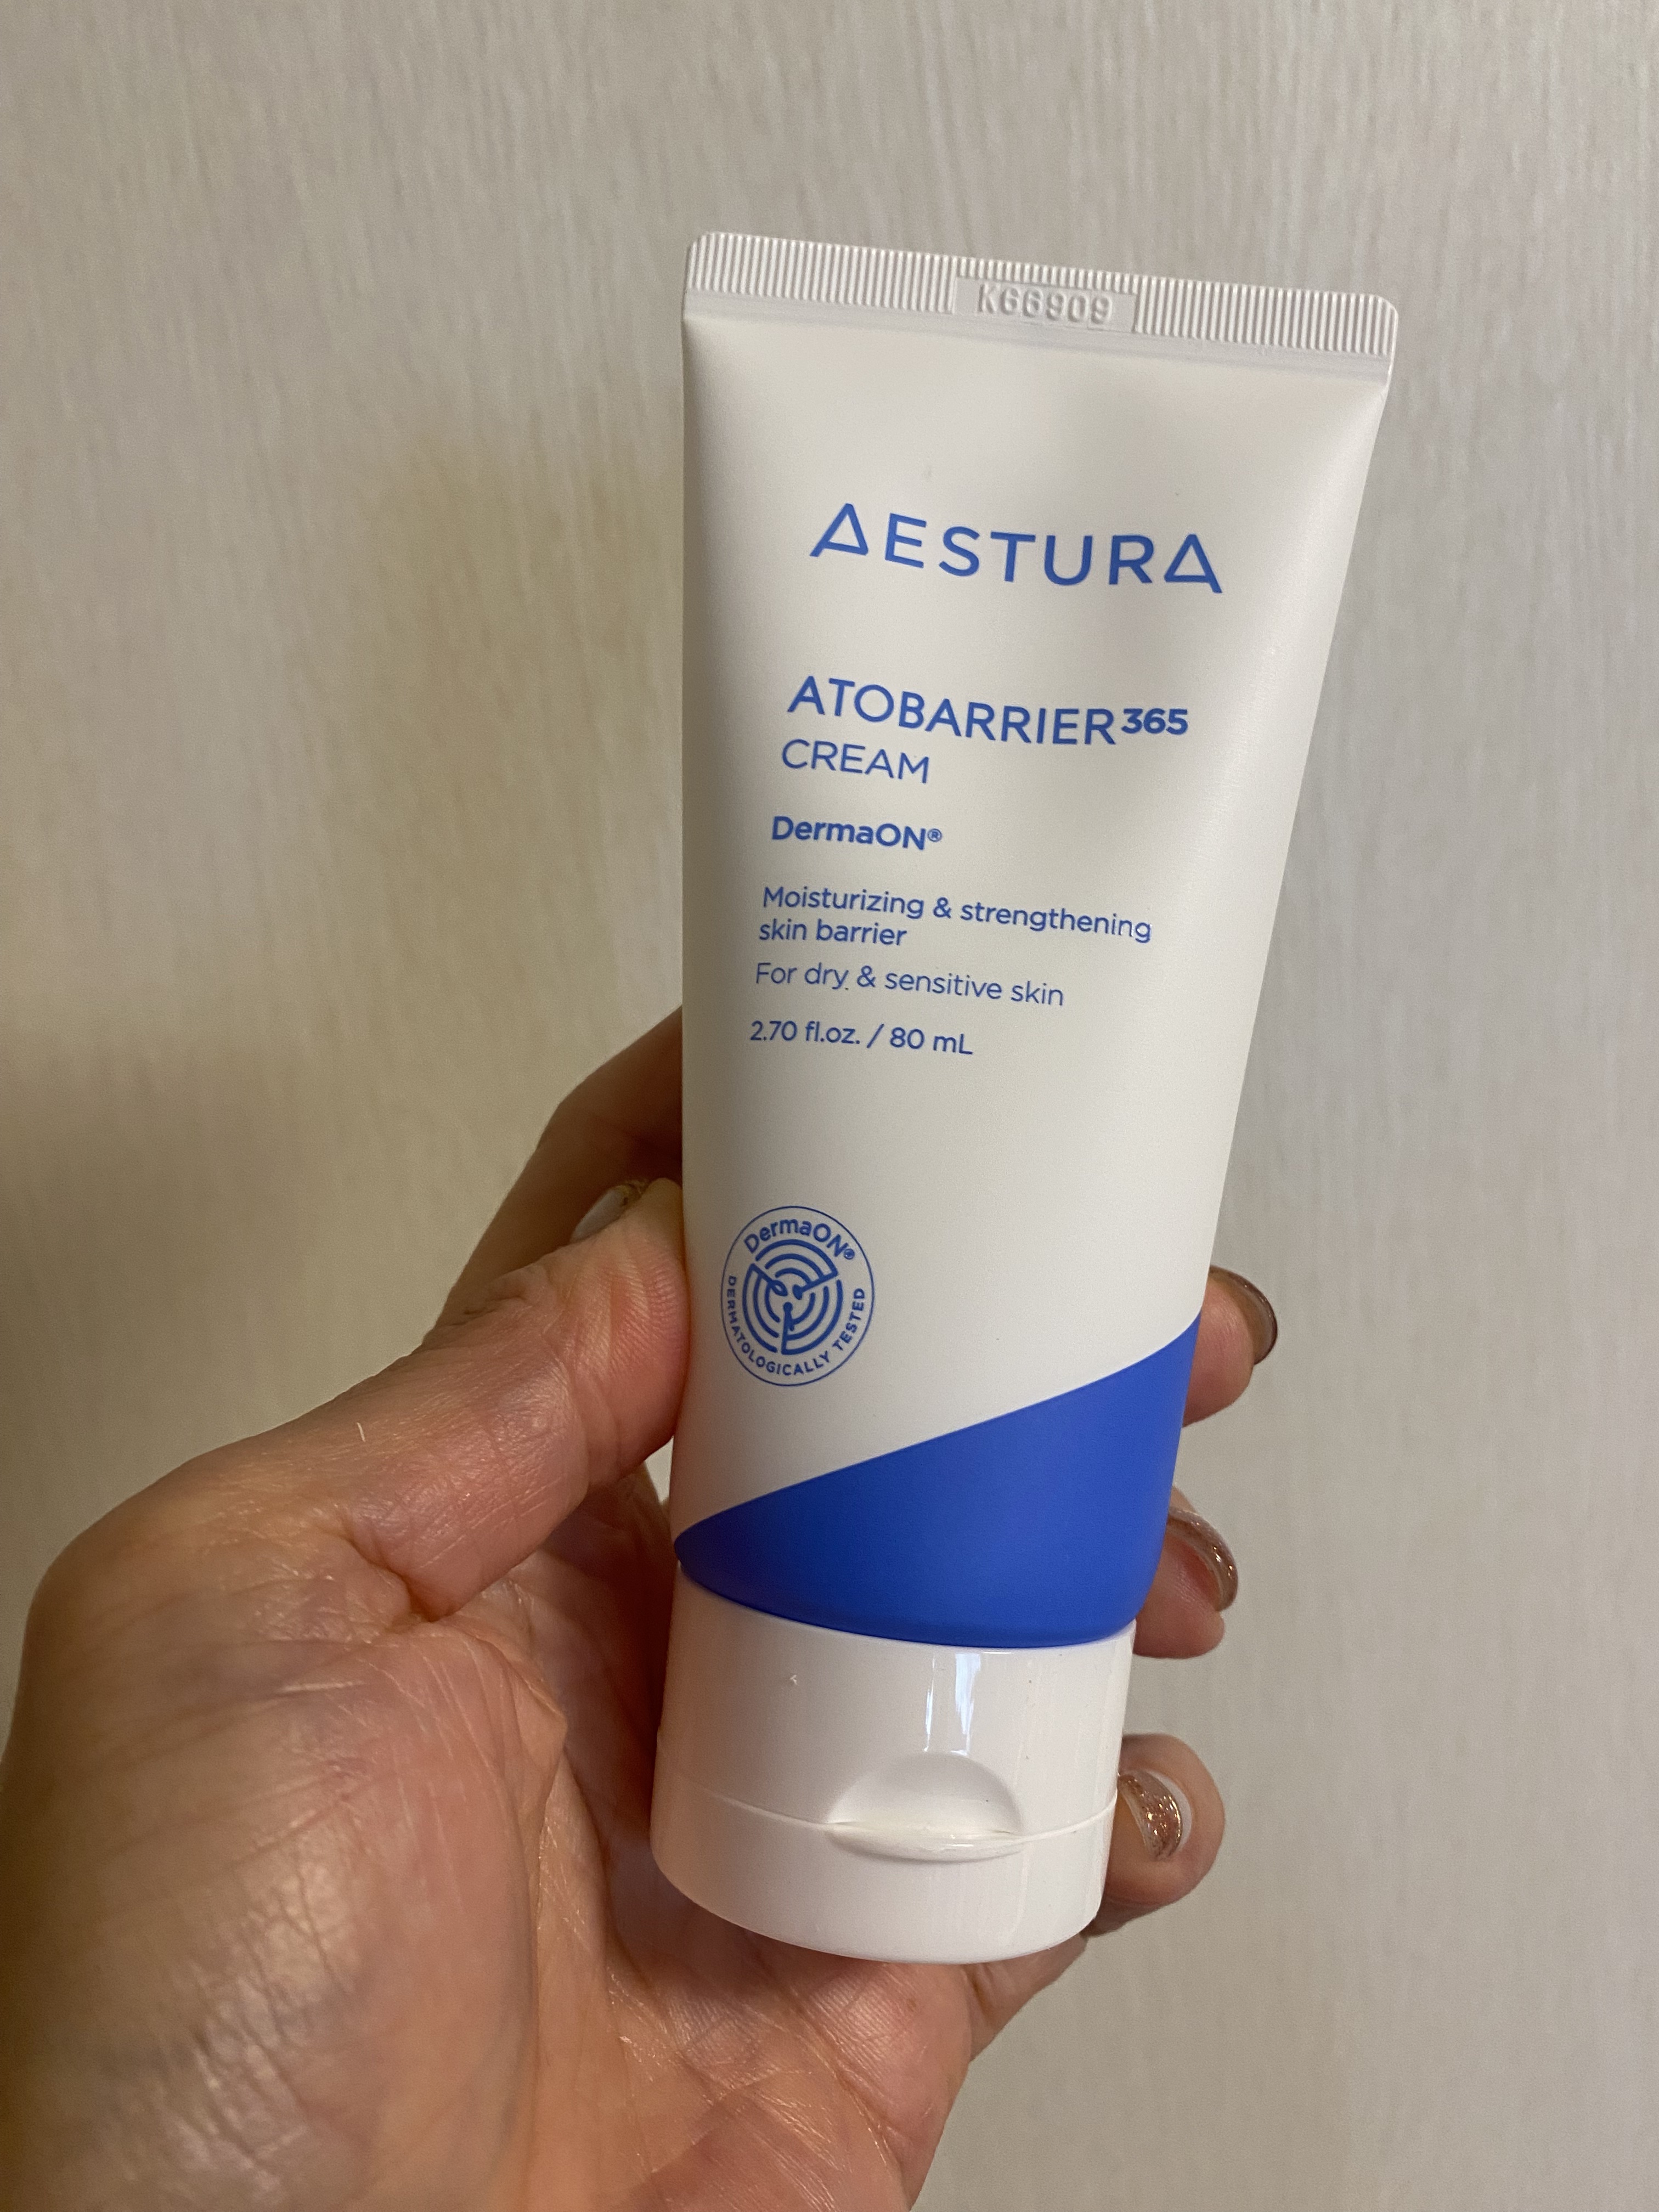 K66909
AESTURA
ATOBARRIER³⁶⁵
CREAM
DermaON®
Moisturizing & strengthening
skin barrier
For dry & sensitive skin
2.70 fl.oz. / 80 mL
DermaON®
DERMATOLOGICALLY TESTED